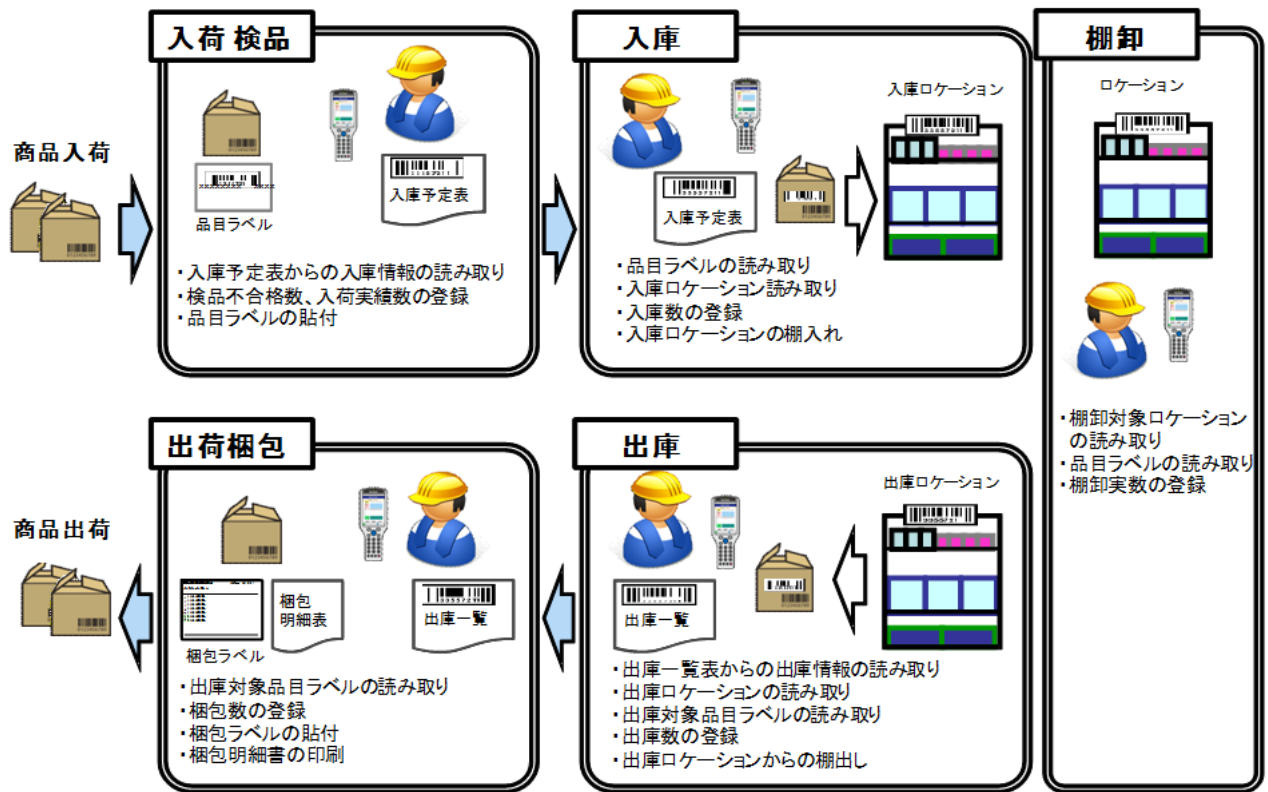 商品入荷
入荷検品
品目ラベル
入庫予定表
・入庫予定表からの入庫情報の読み取り
・検品不合格数、入荷実績数の登録
・品目ラベルの貼付
入庫
入庫予定表
入庫ロケーション
・品目ラベルの読み取り
・入庫ロケーション読み取り
・入庫数の登録
・入庫ロケーションの棚入れ
棚卸
ロケーション
・棚卸対象ロケーション
の読み取り
・品目ラベルの読み取り
・棚卸実数の登録
商品出荷
出荷梱包
梱包ラベル
梱包
明細表
出庫一覧
・出庫対象品目ラベルの読み取り
・梱包数の登録
・梱包ラベルの貼付
・梱包明細書の印刷
出庫
出庫一覧
出庫ロケーション
・出庫一覧表からの出庫情報の読み取り
・出庫ロケーションの読み取り
・出庫対象品目ラベルの読み取り
・出庫数の登録
・出庫ロケーションからの棚出し